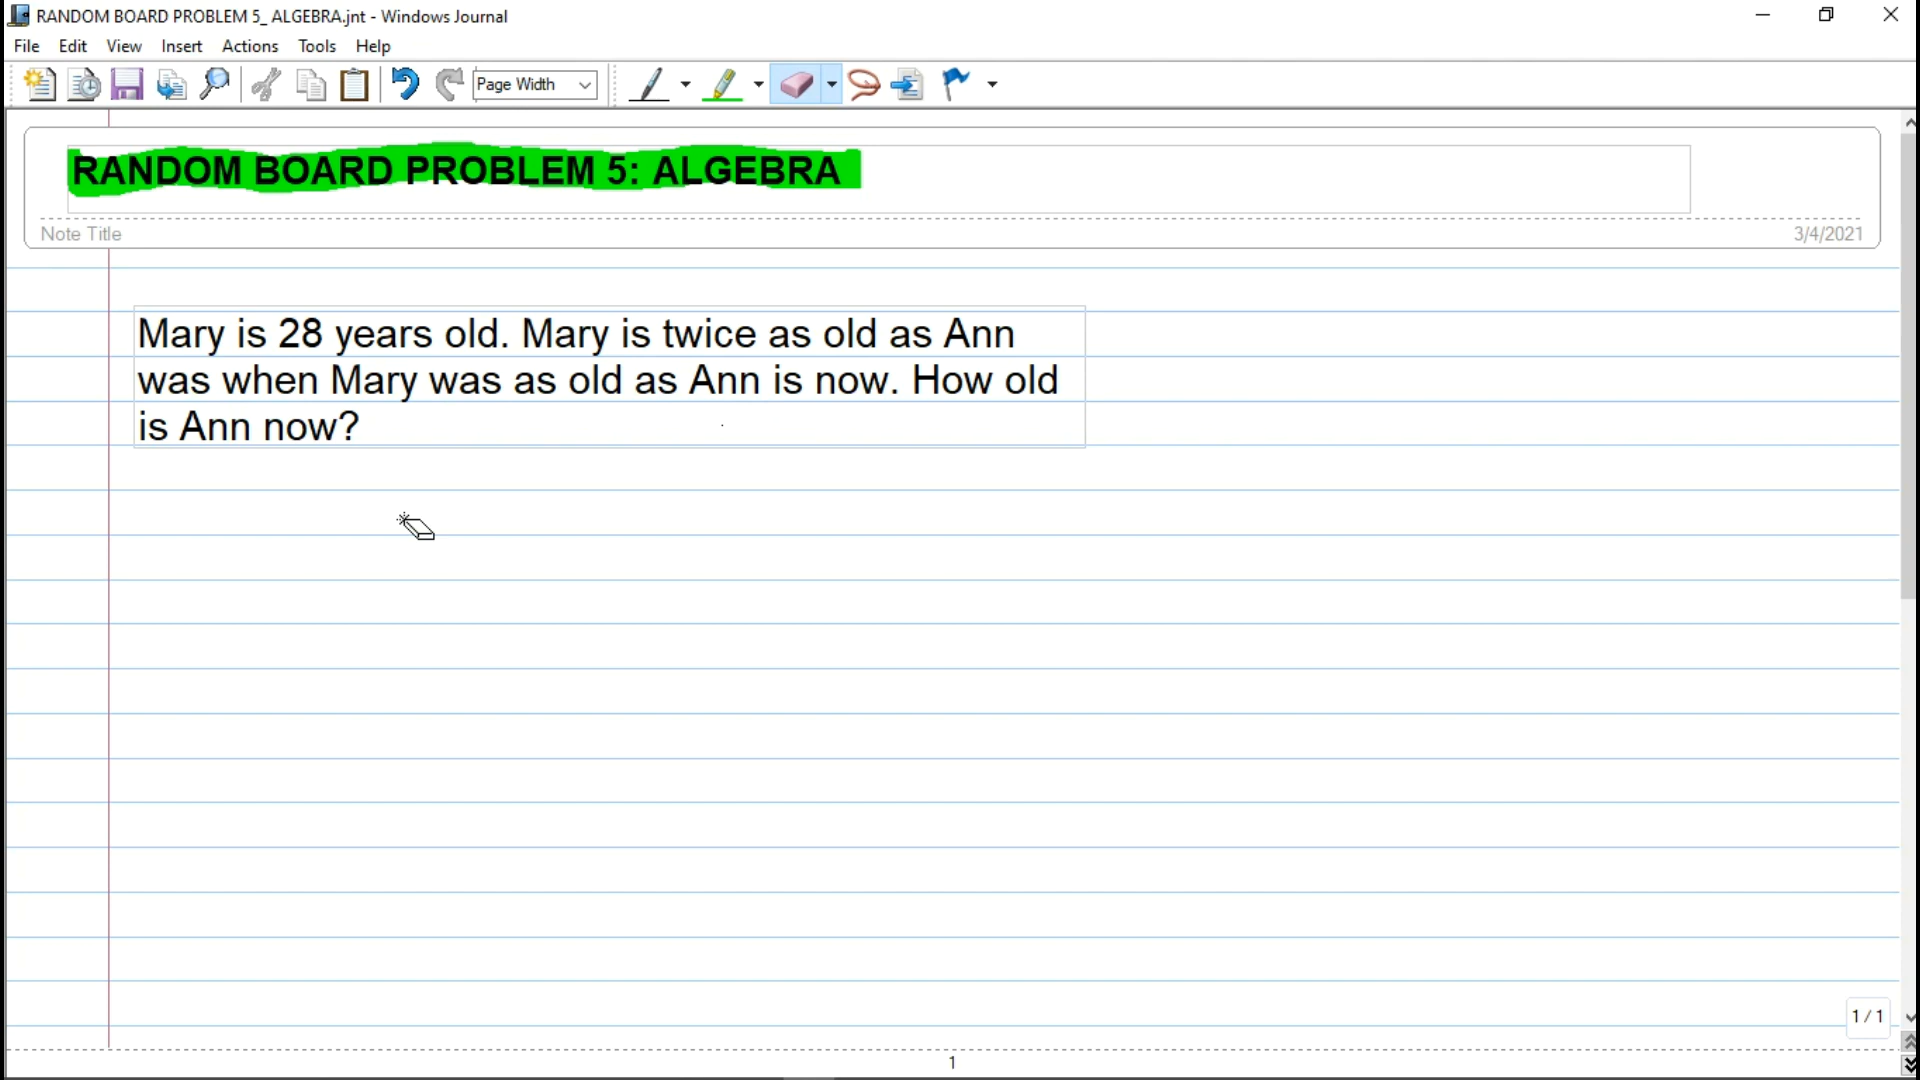 RANDOM BOARD PROBLEM 5_ ALGEBRA.jnt - Windows Journal
File Edit View Insert Actions Tools Help
Page Width
RANDOM BOARD PROBLEM 5: ALGEBRA
Note Title
3/4/2021
Mary is 28 years old. Mary is twice as old as Ann
was when Mary was as old as Ann is now. How old
is Ann now?
1 / 1
1